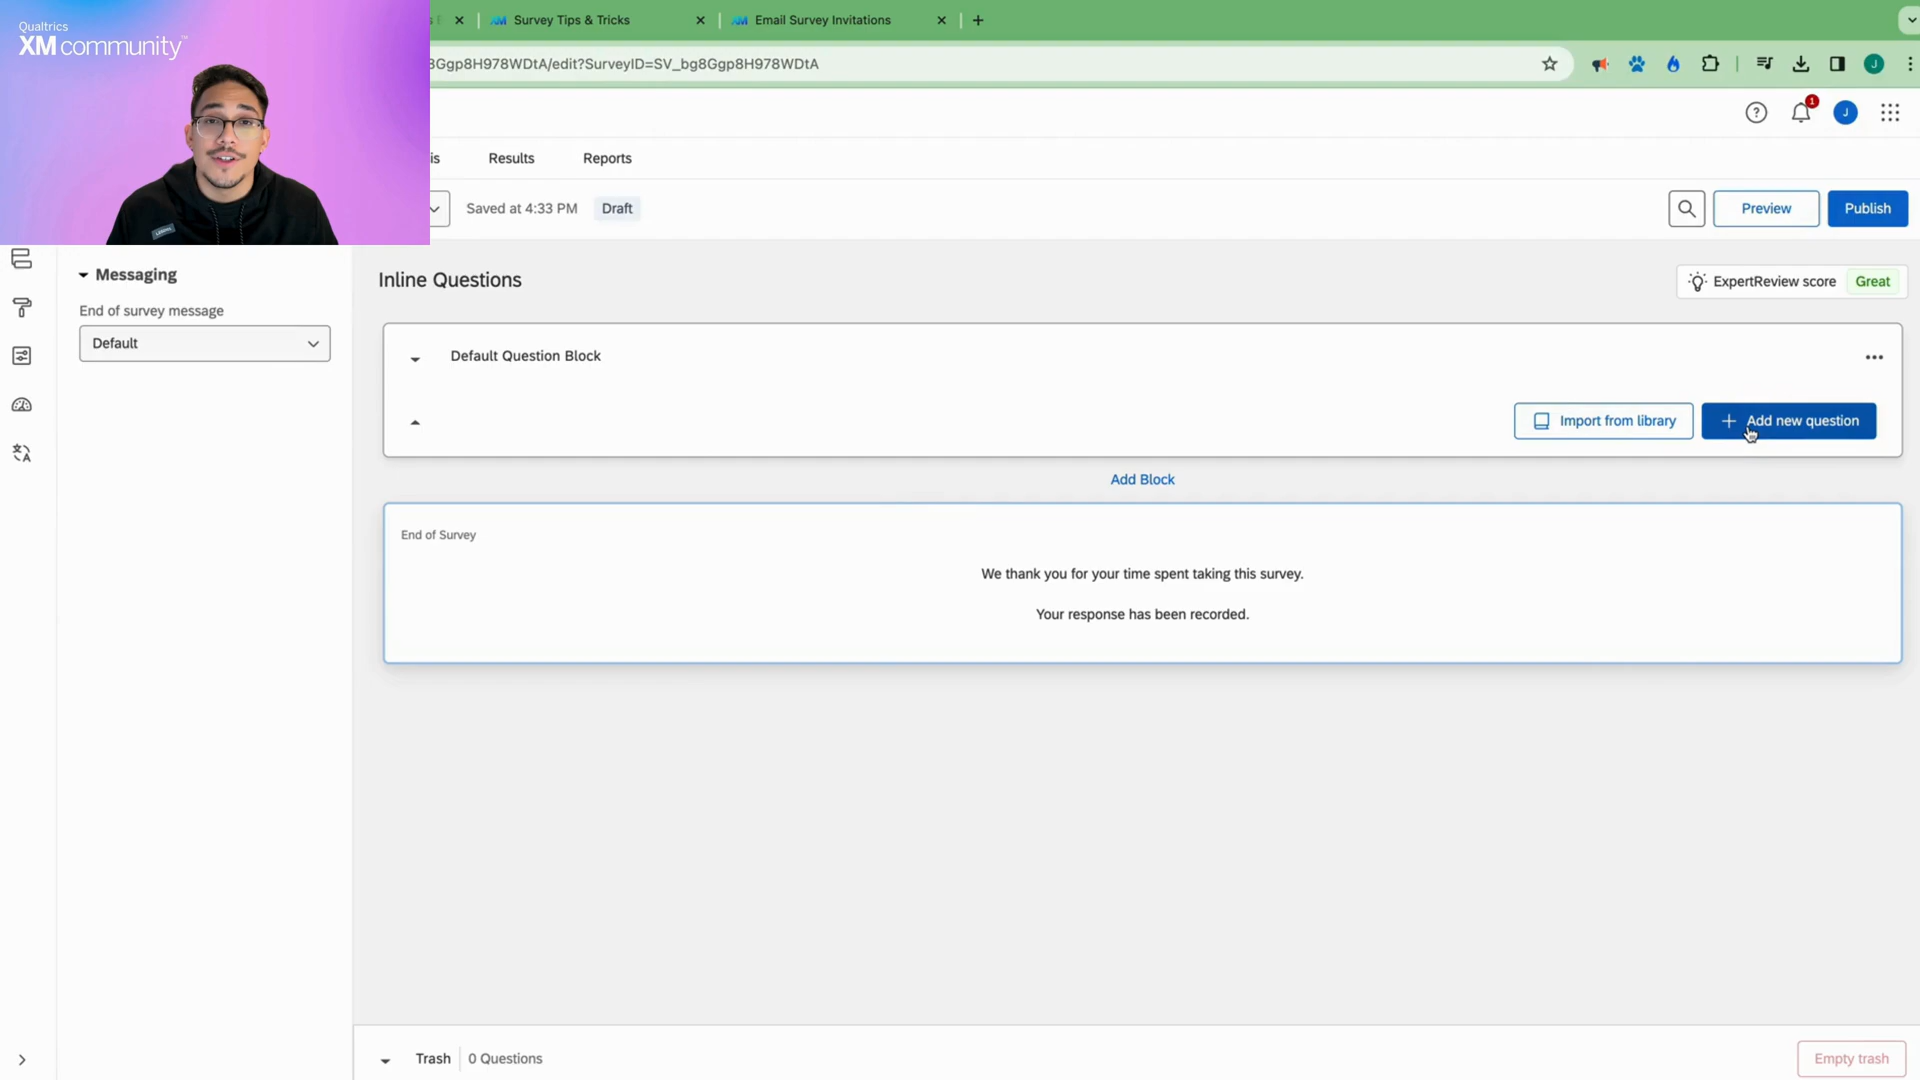 Qualtrics
XM community™
Survey Tips & Tricks
Email Survey Invitations
Ggp8H978WDtA/edit?SurveyID=SV_bg8Ggp8H978WDtA
1
J
J
is
Results
Reports
Saved at 4:33 PM
Draft
Preview
Publish
Messaging
End of survey message
Default
Inline Questions
ExpertReview score
Great
Default Question Block
Import from library
Add new question
Add Block
End of Survey
We thank you for your time spent taking this survey.
Your response has been recorded.
Trash
0 Questions
Empty trash